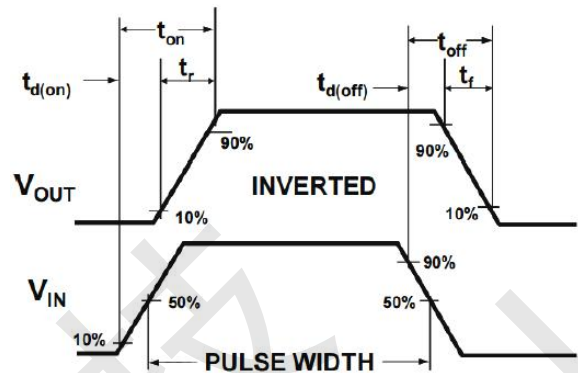 t_on t_off
t_d(on) t_r t_d(off) t_f
90% 90%
V_OUT INVERTED
10% 10%
90%
V_IN 50% 50%
10%
PULSE WIDTH